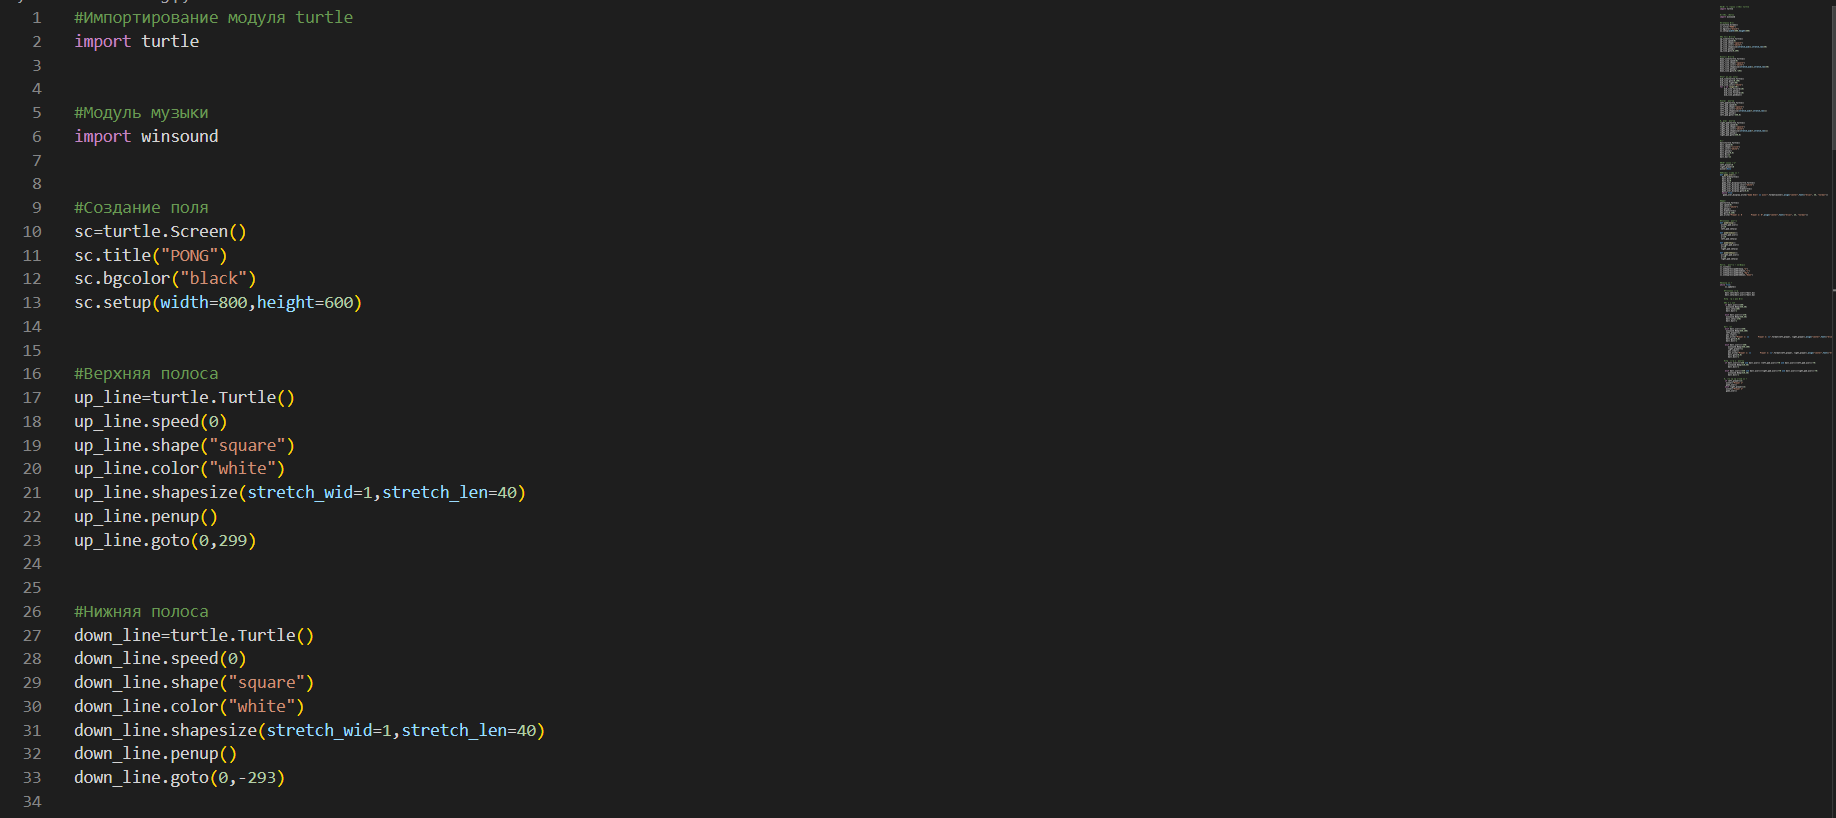 1 #Импортирование модуля turtle
2 import turtle
3
4
5 #Модуль музыки
6 import winsound
7
8
9 #Создание поля
10 sc=turtle.Screen()
11 sc.title("PONG")
12 sc.bgcolor("black")
13 sc.setup(width=800,height=600)
14
15
16 #Верхняя полоса
17 up_line=turtle.Turtle()
18 up_line.speed(0)
19 up_line.shape("square")
20 up_line.color("white")
21 up_line.shapesize(stretch_wid=1,stretch_len=40)
22 up_line.penup()
23 up_line.goto(0,299)
24
25
26 #Нижняя полоса
27 down_line=turtle.Turtle()
28 down_line.speed(0)
29 down_line.shape("square")
30 down_line.color("white")
31 down_line.shapesize(stretch_wid=1,stretch_len=40)
32 down_line.penup()
33 down_line.goto(0,-293)
34